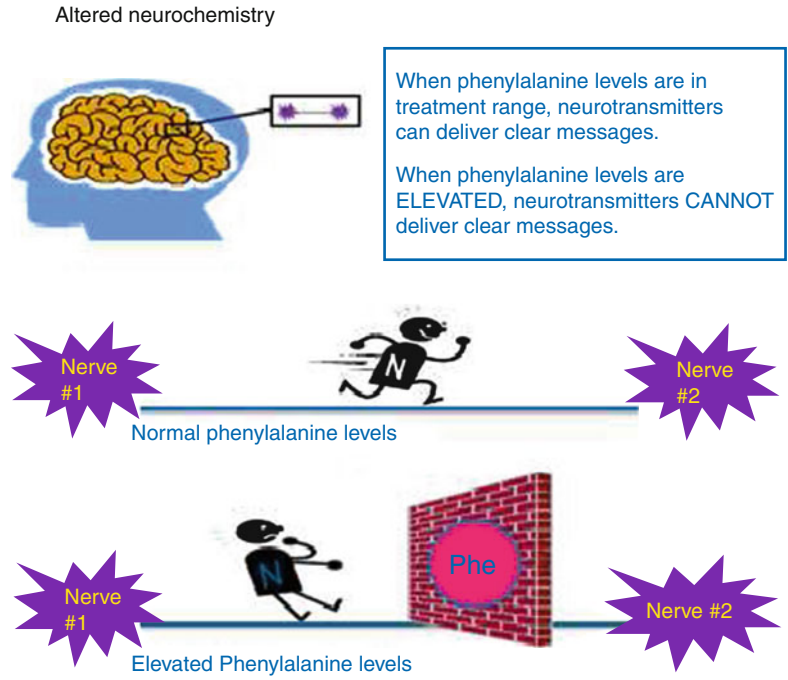 Altered neurochemistry
When phenylalanine levels are in
treatment range, neurotransmitters
can deliver clear messages.
When phenylalanine levels are
ELEVATED, neurotransmitters CANNOT
deliver clear messages.
Nerve
#1
N
Nerve
#2
Normal phenylalanine levels
Nerve
#1
N
Phe
Nerve #2
Elevated Phenylalanine levels